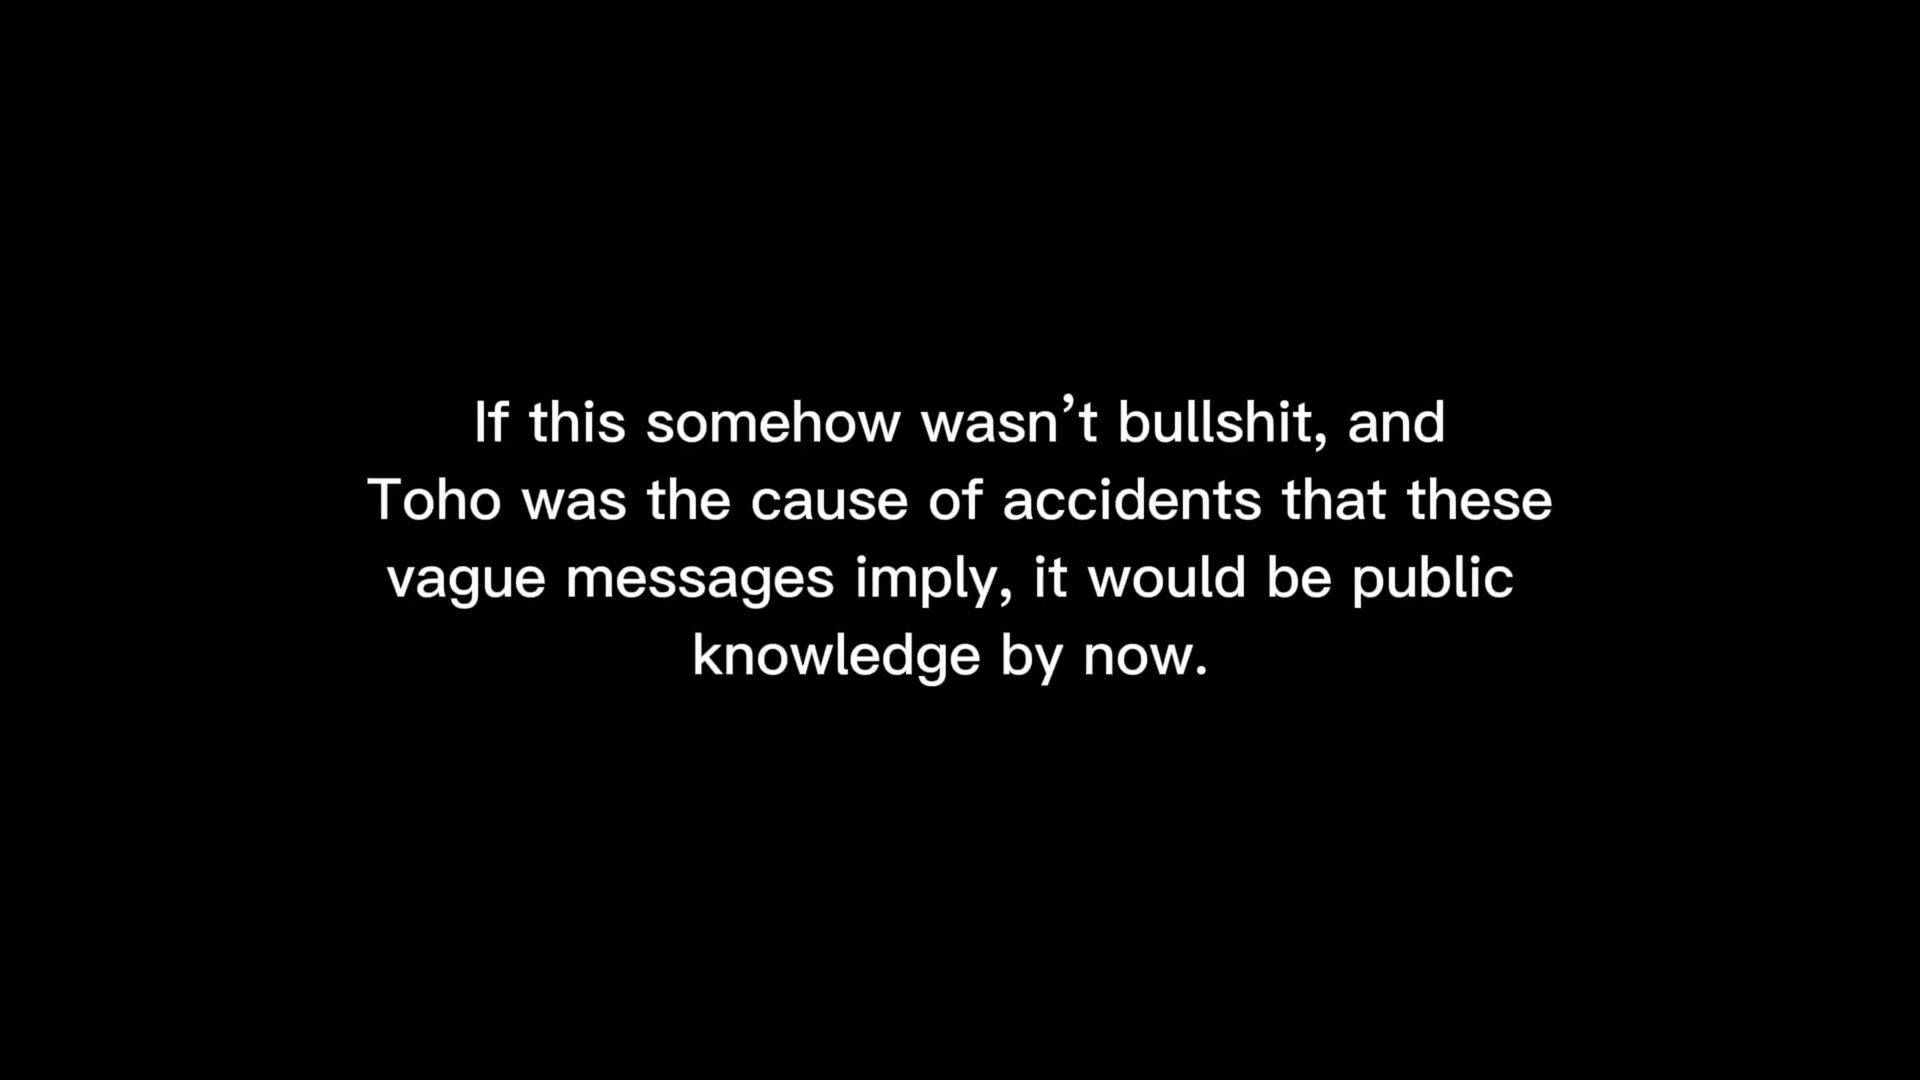 If this somehow wasn’t bullshit, and
Toho was the cause of accidents that these
vague messages imply, it would be public
knowledge by now.